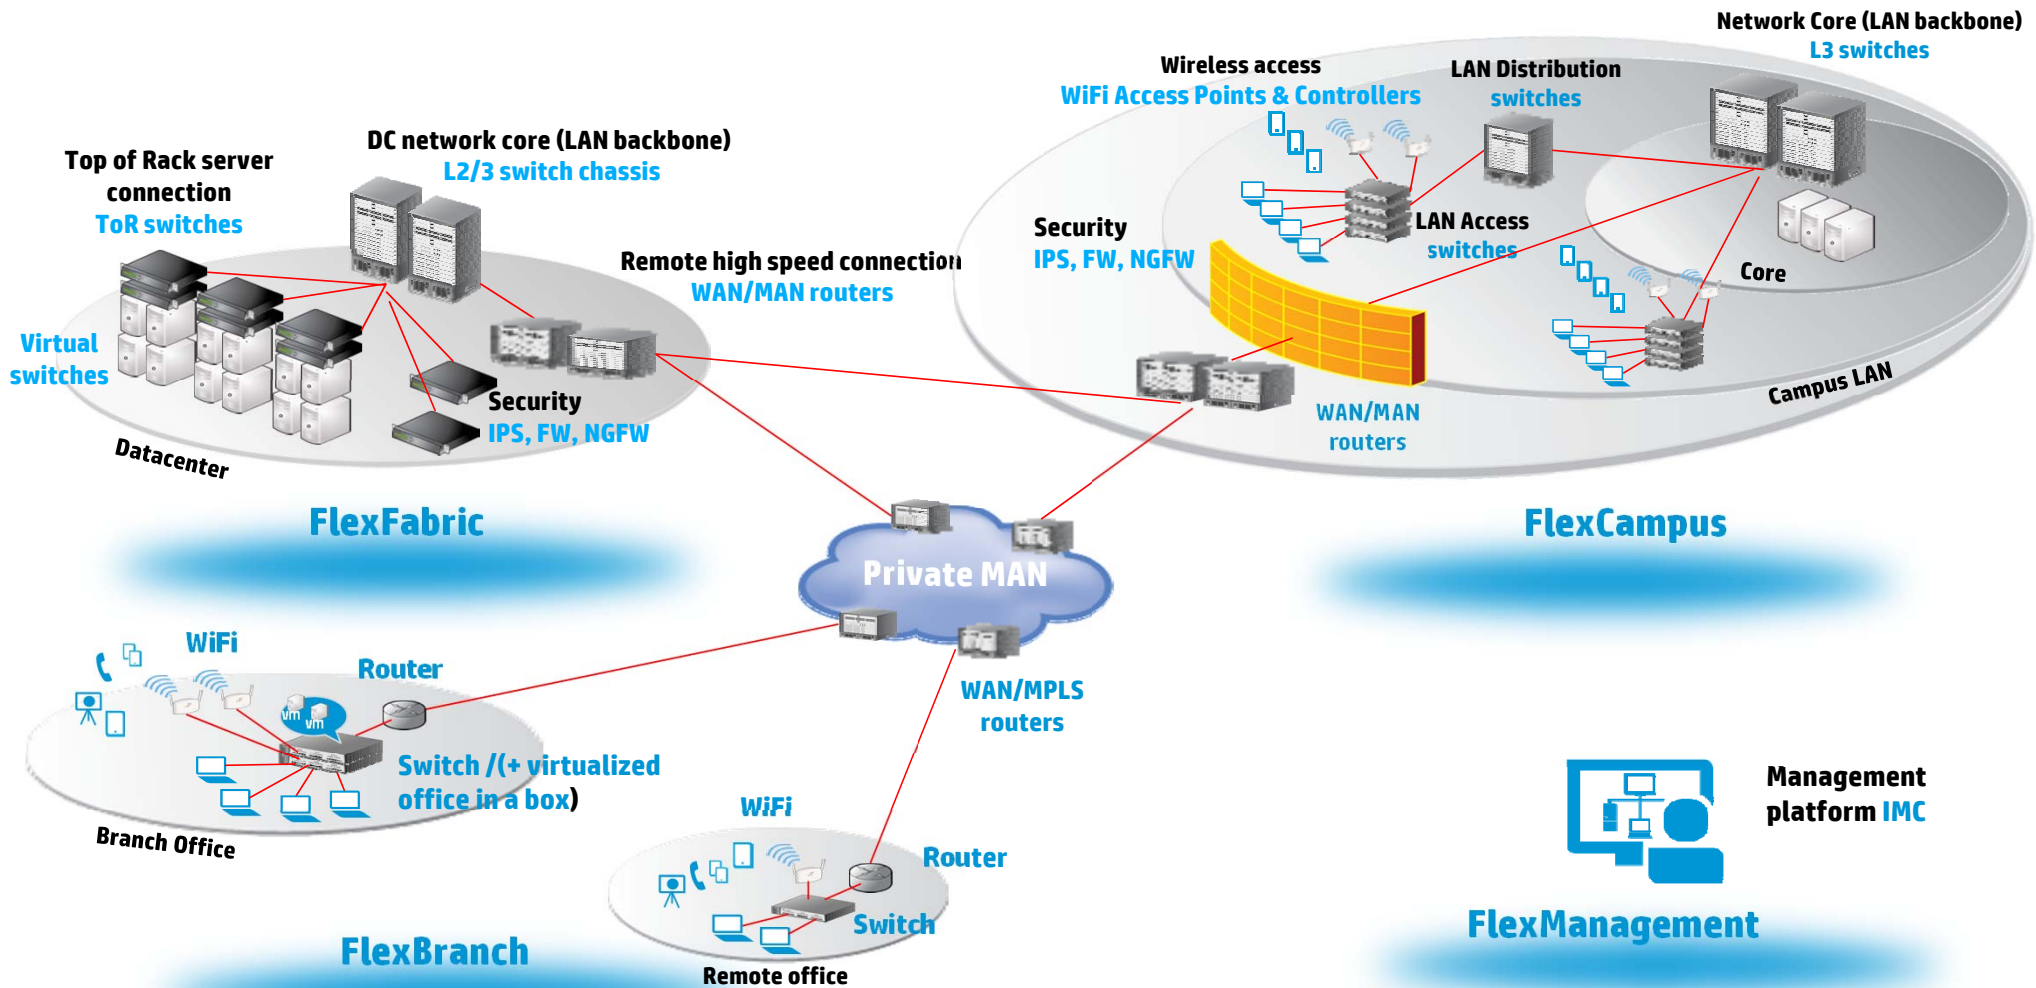 Network Core (LAN backbone)
L3 switches
Wireless access
WiFi Access Points & Controllers
LAN Distribution
switches
DC network core (LAN backbone)
L2/3 switch chassis
Top of Rack server
connection
ToR switches
Security
IPS, FW, NGFW
LAN Access
switches
Remote high speed connection
WAN/MAN routers
Core
Virtual
switches
Campus LAN
Security
IPS, FW, NGFW
WAN/MAN
routers
Datacenter
FlexFabric
FlexCampus
Private MAN
WiFi
Router
vm
vm
WAN/MPLS
routers
Switch /(+ virtualized
office in a box)
Branch Office
WiFi
Router
Switch
Management
platform IMC
FlexManagement
FlexBranch
Remote office